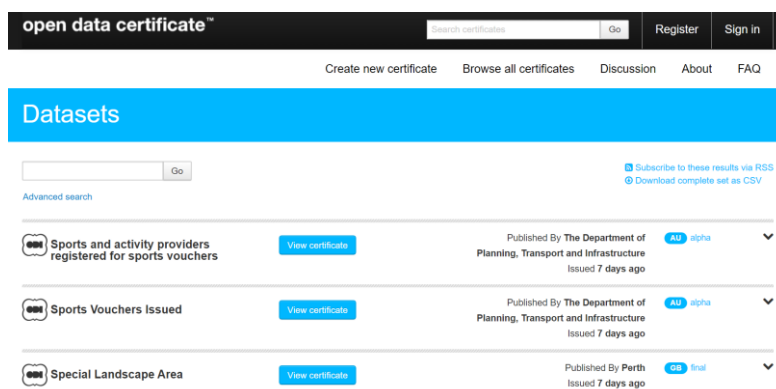 open data certificate™
Search certificates
Go
Register
Sign in
Create new certificate
Browse all certificates
Discussion
About
FAQ
Datasets
Go
Subscribe to these results via RSS
Download complete set as CSV
Advanced search
ODI
Sports and activity providers
registered for sports vouchers
View certificate
Published By The Department of
Planning, Transport and Infrastructure
Issued 7 days ago
AU alpha
ODI
Sports Vouchers Issued
View certificate
Published By The Department of
Planning, Transport and Infrastructure
Issued 7 days ago
AU alpha
ODI
Special Landscape Area
View certificate
Published By Perth
Issued 7 days ago
GB final